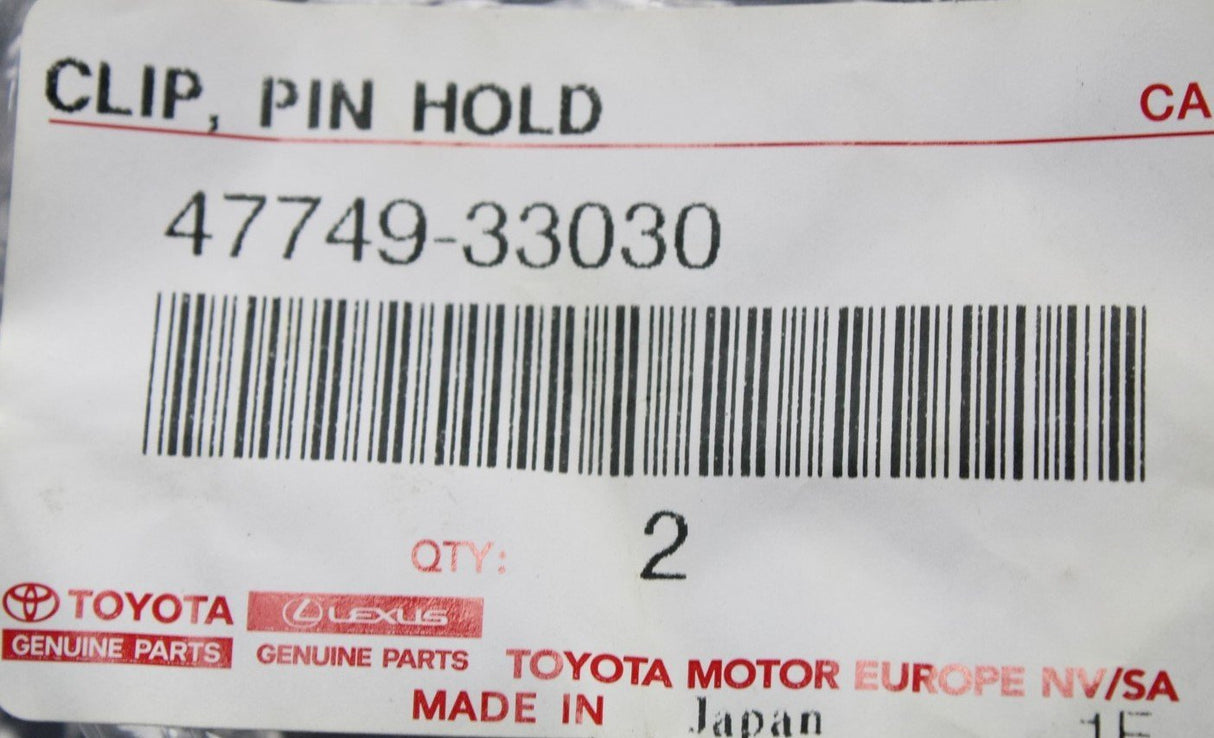 CLIP, PIN HOLD CA
47749-33030
QTY: 2
TOYOTA LEXUS
GENUINE PARTS GENUINE PARTS
TOYOTA MOTOR EUROPE NV/SA
MADE IN Japan